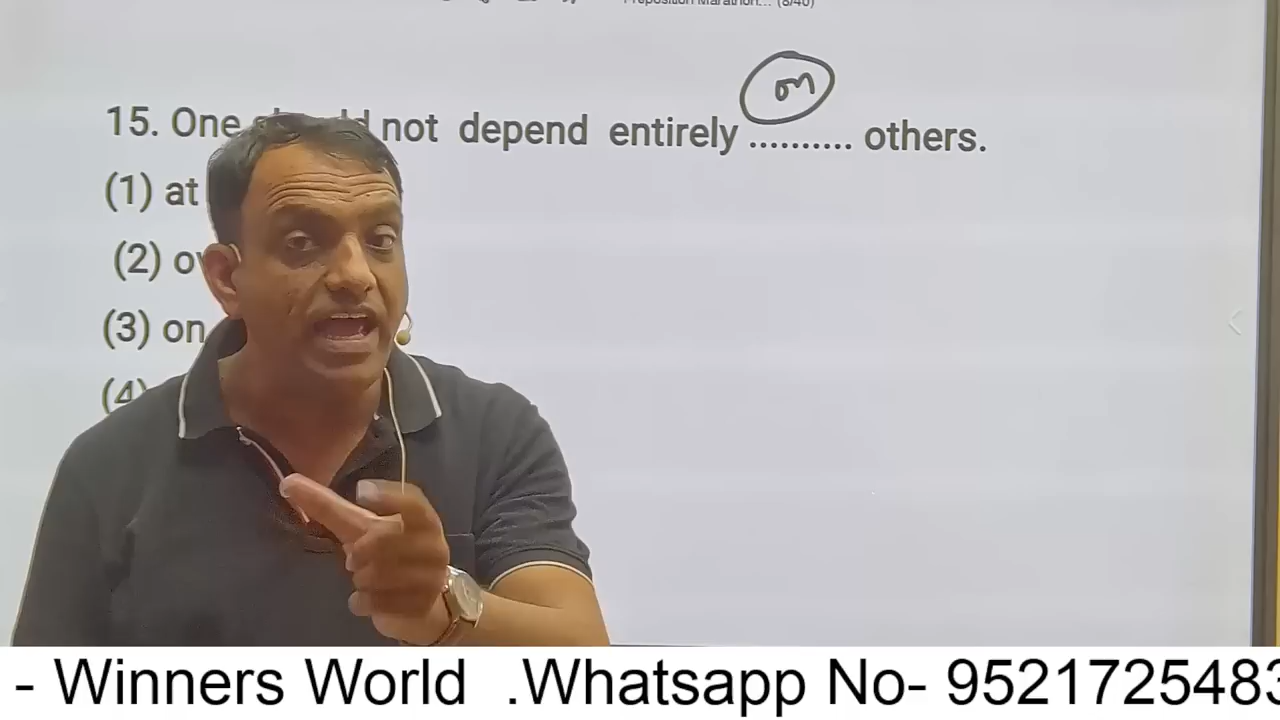 Preposition Marathon... (8/40)
on
15. One should not depend entirely .......... others.
(1) at
(2) ov
(3) on
(4)
- Winners World .Whatsapp No- 952172548